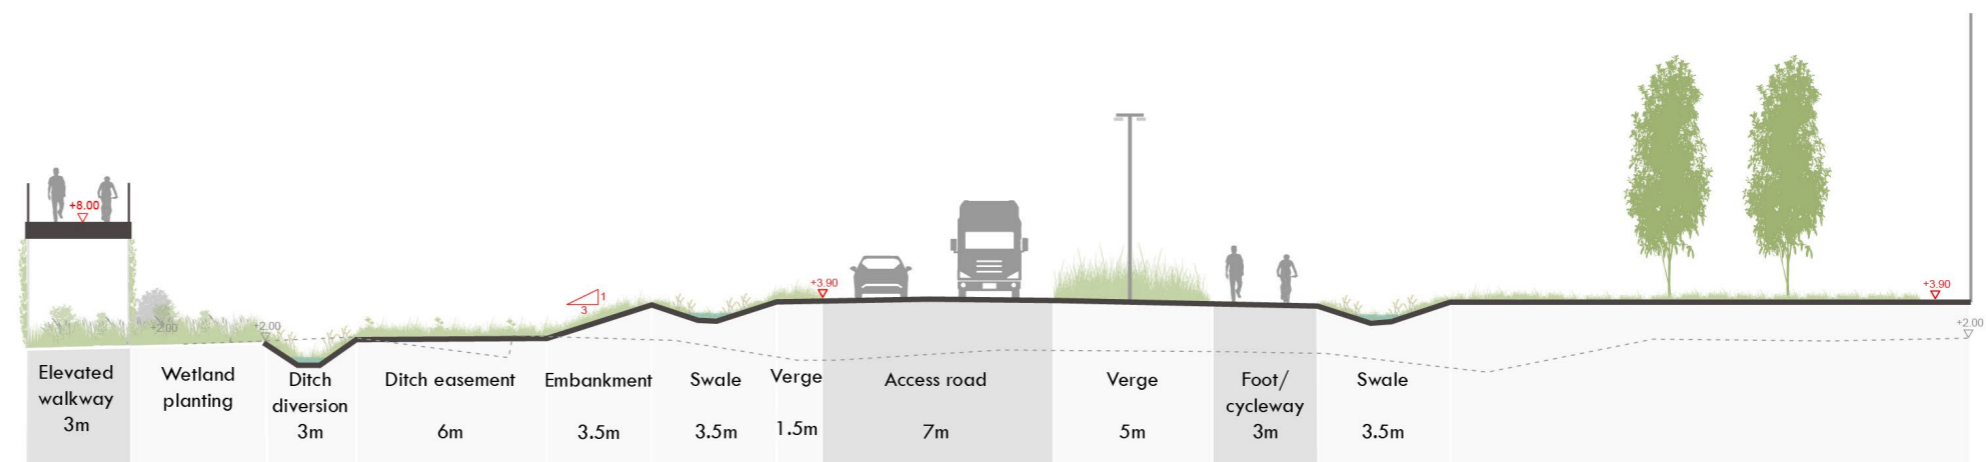 +8.00
+2.00
+2.00
1
3
+3.90
+3.90
+2.00
Elevated
walkway
3m
Wetland
planting
Ditch
diversion
3m
Ditch easement
6m
Embankment
3.5m
Swale
3.5m
Verge
1.5m
Access road
7m
Verge
5m
Foot/
cycleway
3m
Swale
3.5m